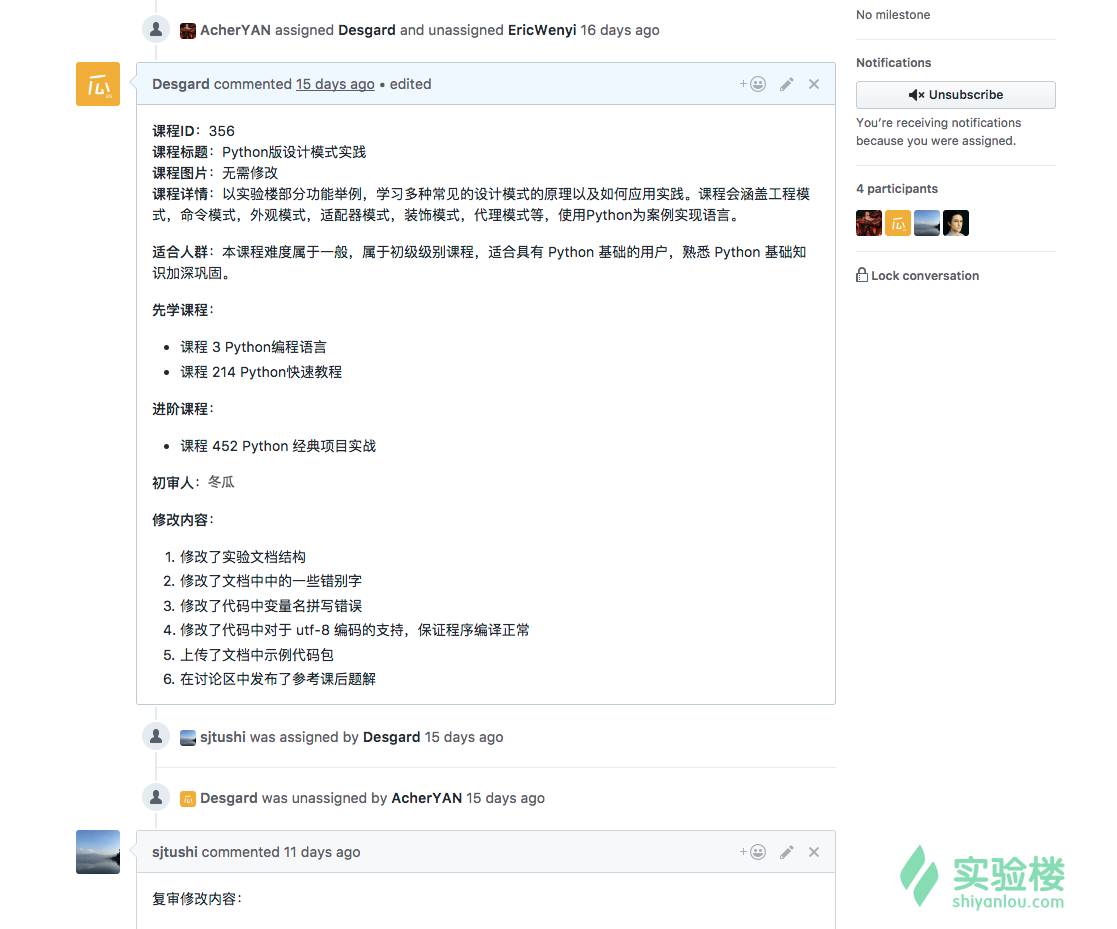 AcherYAN assigned Desgard and unassigned EricWenyi 16 days ago
Desgard commented 15 days ago • edited
课程ID：356
课程标题：Python版设计模式实践
课程图片：无需修改
课程详情：以实验楼部分功能举例，学习多种常见的设计模式的原理以及如何应用实践。课程会涵盖工程模
式，命令模式，外观模式，适配器模式，装饰模式，代理模式等，使用Python为案例实现语言。
适合人群：本课程难度属于一般，属于初级级别课程，适合具有 Python 基础的用户，熟悉 Python 基础知
识加深巩固。
先学课程：
• 课程 3 Python编程语言
• 课程 214 Python快速教程
进阶课程：
• 课程 452 Python 经典项目实战
初审人：冬瓜
修改内容：
1. 修改了实验文档结构
2. 修改了文档中中的一些错别字
3. 修改了代码中变量名拼写错误
4. 修改了代码中对于 utf-8 编码的支持，保证程序编译正常
5. 上传了文档中示例代码包
6. 在讨论区中发布了参考课后题解
sjtushi was assigned by Desgard 15 days ago
Desgard was unassigned by AcherYAN 15 days ago
sjtushi commented 11 days ago
复审修改内容：
No milestone
Notifications
Unsubscribe
You're receiving notifications
because you were assigned.
4 participants
Lock conversation
实验楼
shiyanlou.com